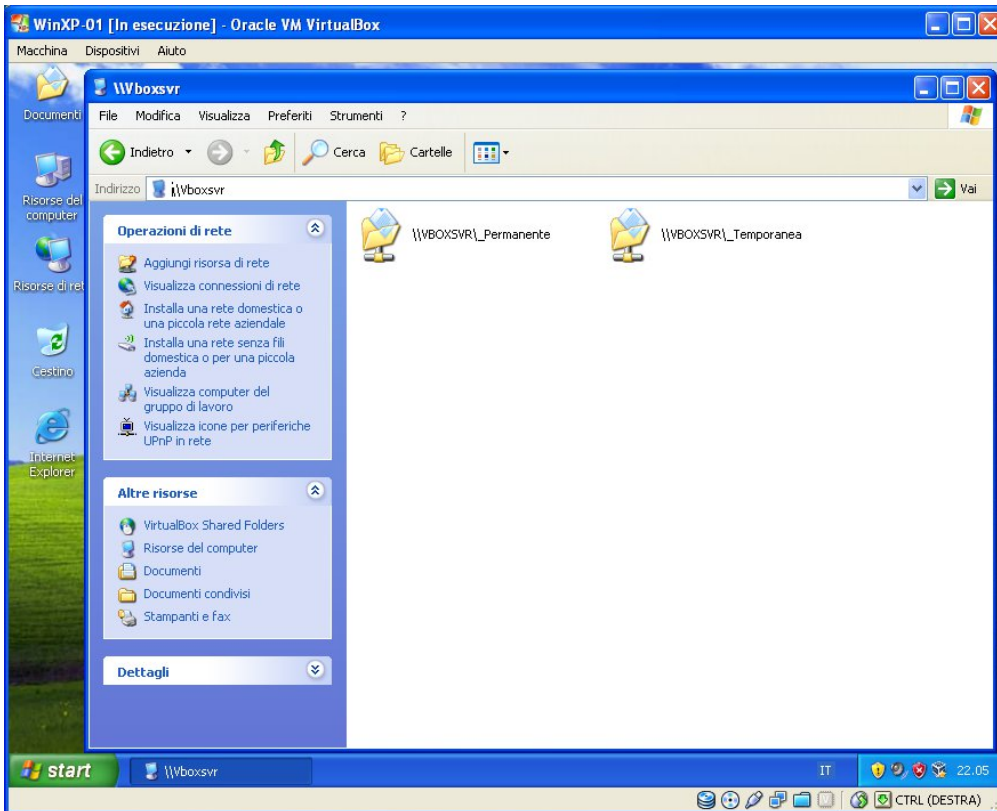 WinXP-01 [In esecuzione] - Oracle VM VirtualBox
Macchina Dispositivi Aiuto
Documenti
Risorse del
computer
Risorse di ret
Cestino
Internet
Explorer
\\Vboxsvr
File Modifica Visualizza Preferiti Strumenti ?
Indietro Cerca Cartelle
Indirizzo \\Vboxsvr Vai
Operazioni di rete
Aggiungi risorsa di rete
Visualizza connessioni di rete
Installa una rete domestica o
una piccola rete aziendale
Installa una rete senza fili
domestica o per una piccola
azienda
Visualizza computer del
gruppo di lavoro
Visualizza icone per periferiche
UPnP in rete
Altre risorse
VirtualBox Shared Folders
Risorse del computer
Documenti
Documenti condivisi
Stampanti e fax
Dettagli
\\VBOXSVR\_Permanente
\\VBOXSVR\_Temporanea
start
\\Vboxsvr
IT
22.05
CTRL (DESTRA)